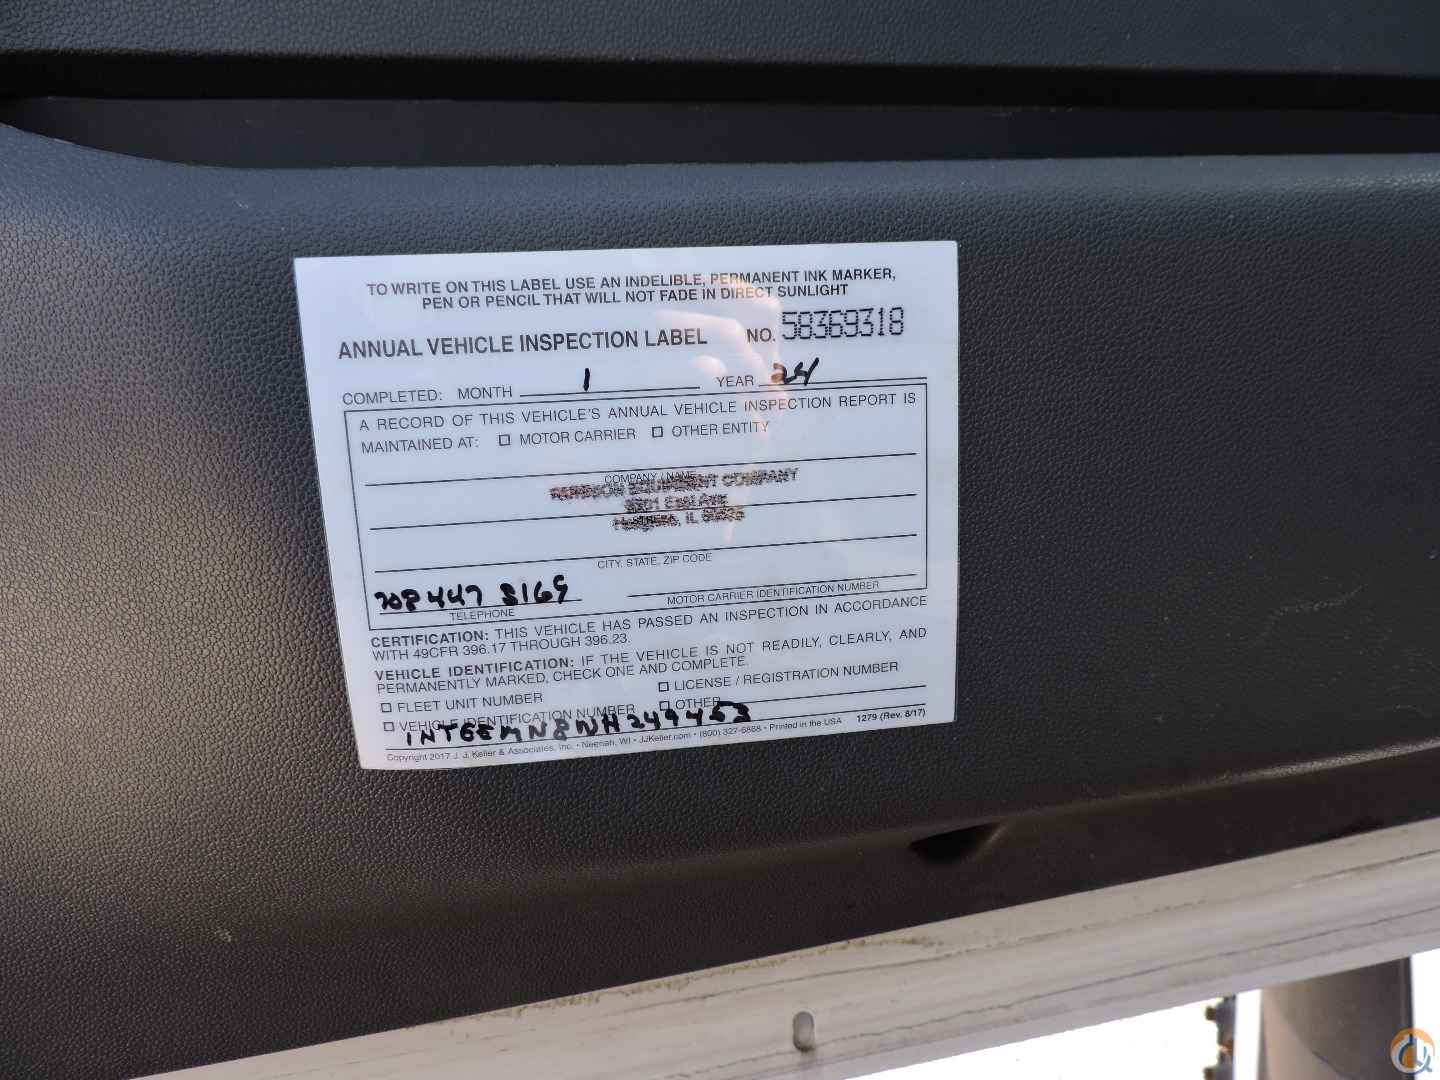 TO WRITE ON THIS LABEL USE AN INDELIBLE, PERMANENT INK MARKER,
PEN OR PENCIL THAT WILL NOT FADE IN DIRECT SUNLIGHT
ANNUAL VEHICLE INSPECTION LABEL NO. 58369318
COMPLETED: MONTH 1 YEAR 24
A RECORD OF THIS VEHICLE'S ANNUAL VEHICLE INSPECTION REPORT IS
MAINTAINED AT: ☐ MOTOR CARRIER ☐ OTHER ENTITY
COMPANY / NAME
EQUIPMENT COMPANY
East Ave
IL
CITY, STATE, ZIP CODE
708 447 3169
TELEPHONE MOTOR CARRIER IDENTIFICATION NUMBER
CERTIFICATION: THIS VEHICLE HAS PASSED AN INSPECTION IN ACCORDANCE
WITH 49CFR 396.17 THROUGH 396.23.
VEHICLE IDENTIFICATION: IF THE VEHICLE IS NOT READILY, CLEARLY, AND
PERMANENTLY MARKED, CHECK ONE AND COMPLETE.
☐ FLEET UNIT NUMBER ☐ LICENSE / REGISTRATION NUMBER
☐ VEHICLE IDENTIFICATION NUMBER ☐ OTHER
Copyright 2017 J. J. Keller & Associates, Inc. • Neenah, WI • JJKeller.com • (800) 327-6868 • Printed in the USA 1279 (Rev. 8/17)